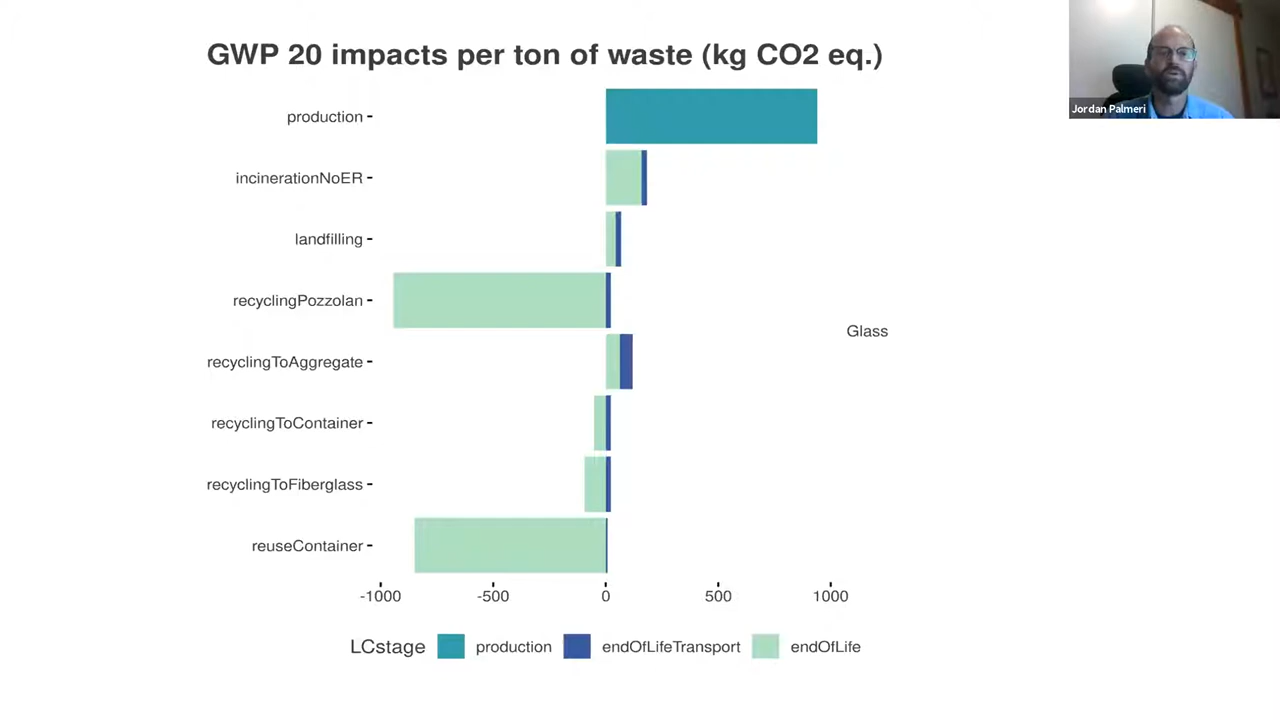 GWP 20 impacts per ton of waste (kg CO2 eq.)
Jordan Palmeri
production
incinerationNoER
landfilling
recyclingPozzolan
Glass
recyclingToAggregate
recyclingToContainer
recyclingToFiberglass
reuseContainer
-1000 -500 0 500 1000
LCstage production endOfLifeTransport endOfLife